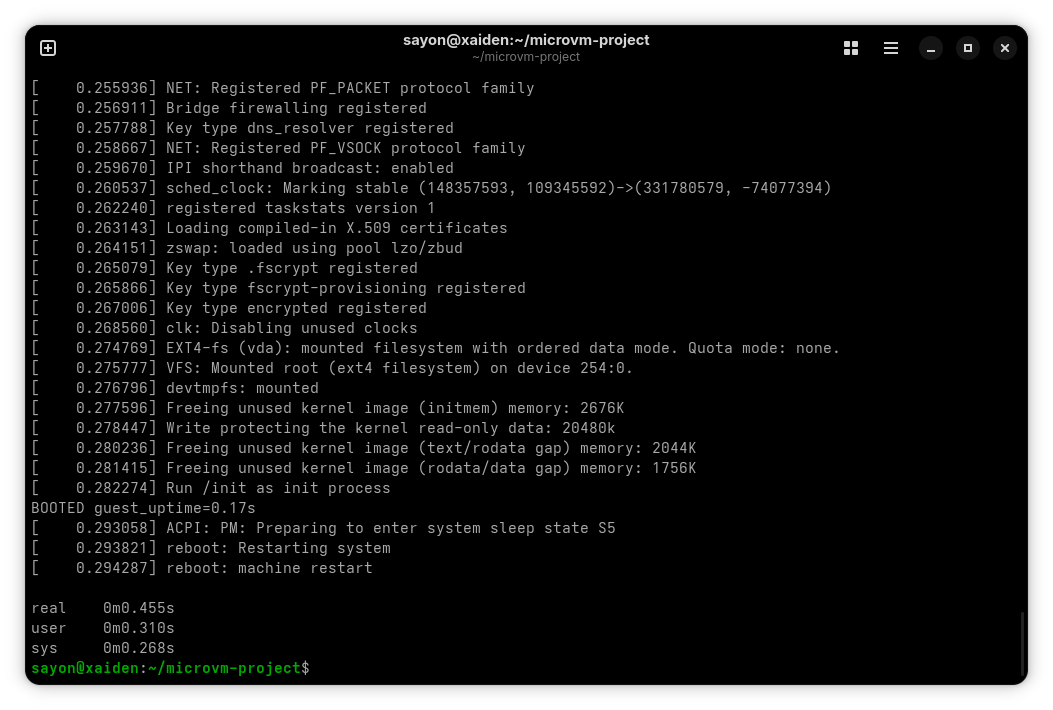 sayon@xaiden:~/microvm-project
~/microvm-project
[    0.255936] NET: Registered PF_PACKET protocol family
[    0.256911] Bridge firewalling registered
[    0.257788] Key type dns_resolver registered
[    0.258667] NET: Registered PF_VSOCK protocol family
[    0.259670] IPI shorthand broadcast: enabled
[    0.260537] sched_clock: Marking stable (148357593, 109345592)->(331780579, -74077394)
[    0.262240] registered taskstats version 1
[    0.263143] Loading compiled-in X.509 certificates
[    0.264151] zswap: loaded using pool lzo/zbud
[    0.265079] Key type .fscrypt registered
[    0.265866] Key type fscrypt-provisioning registered
[    0.267006] Key type encrypted registered
[    0.268560] clk: Disabling unused clocks
[    0.274769] EXT4-fs (vda): mounted filesystem with ordered data mode. Quota mode: none.
[    0.275777] VFS: Mounted root (ext4 filesystem) on device 254:0.
[    0.276796] devtmpfs: mounted
[    0.277596] Freeing unused kernel image (initmem) memory: 2676K
[    0.278447] Write protecting the kernel read-only data: 20480k
[    0.280236] Freeing unused kernel image (text/rodata gap) memory: 2044K
[    0.281415] Freeing unused kernel image (rodata/data gap) memory: 1756K
[    0.282274] Run /init as init process
BOOTED guest_uptime=0.17s
[    0.293058] ACPI: PM: Preparing to enter system sleep state S5
[    0.293821] reboot: Restarting system
[    0.294287] reboot: machine restart
real    0m0.455s
user    0m0.310s
sys     0m0.268s
sayon@xaiden:~/microvm-project$